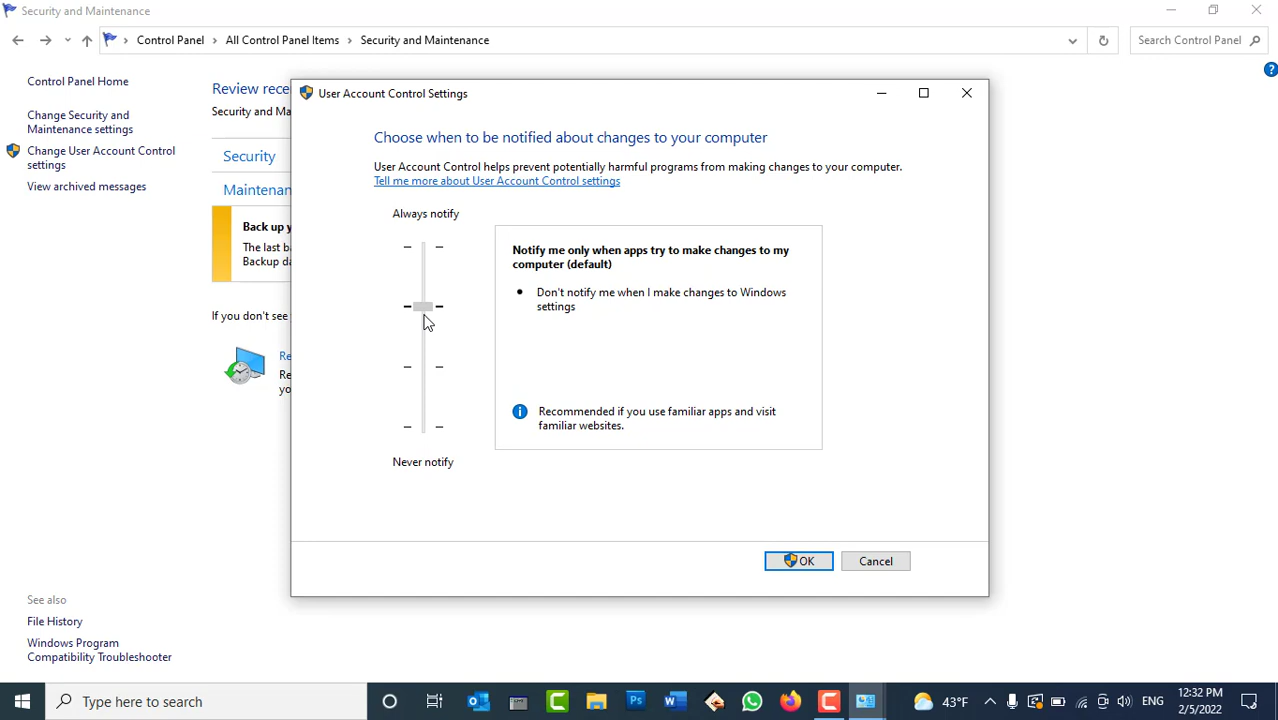 Security and Maintenance
Control Panel
All Control Panel Items
Security and Maintenance
Search Control Panel
Control Panel Home
Change Security and
Maintenance settings
Change User Account Control
settings
View archived messages
Review rece
Security and Ma
Security
Maintenan
Back up y
The last b
Backup da
If you don't see
Re
Re
yo
User Account Control Settings
Choose when to be notified about changes to your computer
User Account Control helps prevent potentially harmful programs from making changes to your computer.
Tell me more about User Account Control settings
Always notify
Never notify
Notify me only when apps try to make changes to my
computer (default)
Don't notify me when I make changes to Windows
settings
Recommended if you use familiar apps and visit
familiar websites.
OK
Cancel
See also
File History
Windows Program
Compatibility Troubleshooter
Type here to search
43°F
ENG
12:32 PM
2/5/2022